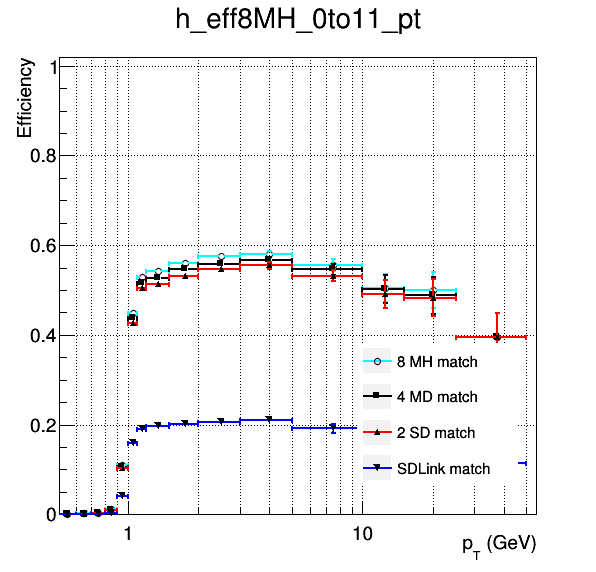 h_eff8MH_0to11_pt
Efficiency
1
0.8
0.6
0.4
0.2
0
8 MH match
4 MD match
2 SD match
SDLink match
1
10
p_T (GeV)